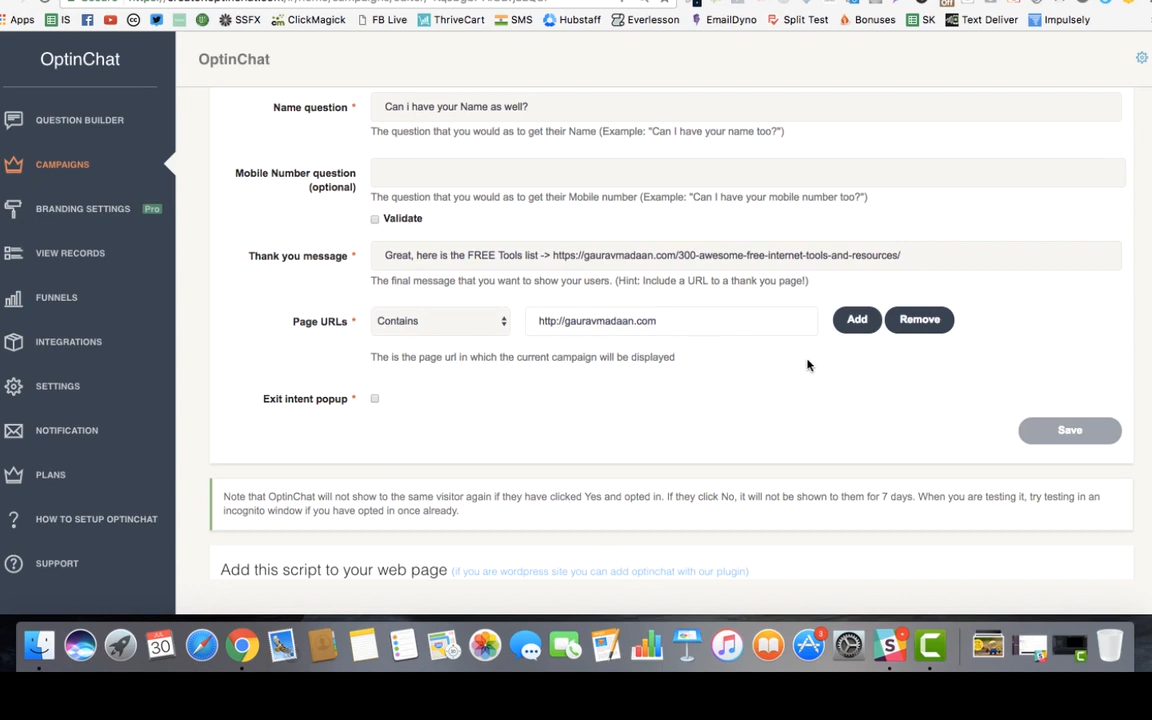 Apps
IS
SSFX
ClickMagick
FB Live
ThriveCart
SMS
Hubstaff
Everlesson
EmailDyno
Split Test
Bonuses
SK
Text Deliver
Impulsely
OptinChat
OptinChat
QUESTION BUILDER
CAMPAIGNS
BRANDING SETTINGS Pro
VIEW RECORDS
FUNNELS
INTEGRATIONS
SETTINGS
NOTIFICATION
PLANS
HOW TO SETUP OPTINCHAT
SUPPORT
Name question *
Can i have your Name as well?
The question that you would as to get their Name (Example: "Can I have your name too?")
Mobile Number question
(optional)
The question that you would as to get their Mobile number (Example: "Can I have your mobile number too?")
Validate
Thank you message *
Great, here is the FREE Tools list -> https://gauravmadaan.com/300-awesome-free-internet-tools-and-resources/
The final message that you want to show your users. (Hint: Include a URL to a thank you page!)
Page URLs *
Contains
http://gauravmadaan.com
Add
Remove
The is the page url in which the current campaign will be displayed
Exit intent popup *
Save
Note that OptinChat will not show to the same visitor again if they have clicked Yes and opted in. If they click No, it will not be shown to them for 7 days. When you are testing it, try testing in an
incognito window if you have opted in once already.
Add this script to your web page (if you are wordpress site you can add optinchat with our plugin)
30
3